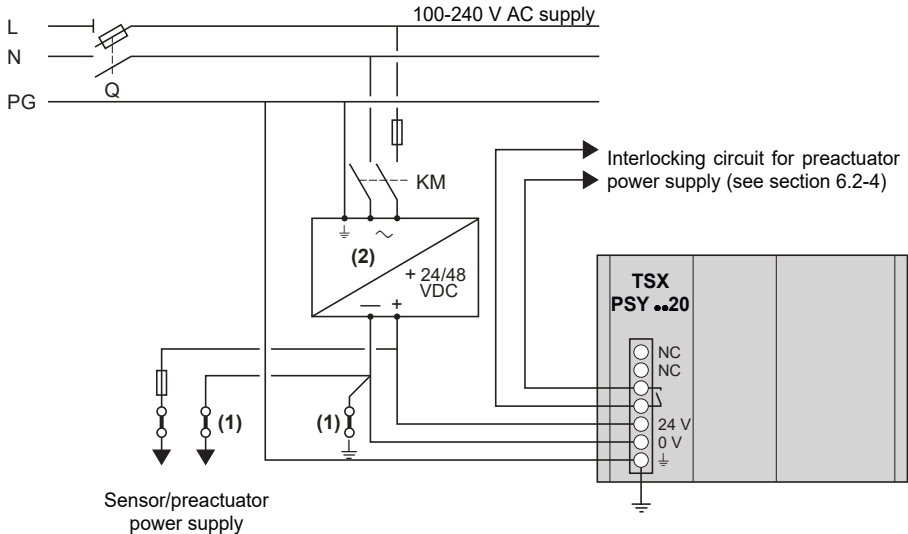 100-240 V AC supply
L
N
Q
PG
KM
Interlocking circuit for preactuator
power supply (see section 6.2-4)
(2)
+ 24/48
VDC
— +
TSX
PSY ••20
NC
NC
24 V
0 V
(1)
(1)
Sensor/preactuator
power supply